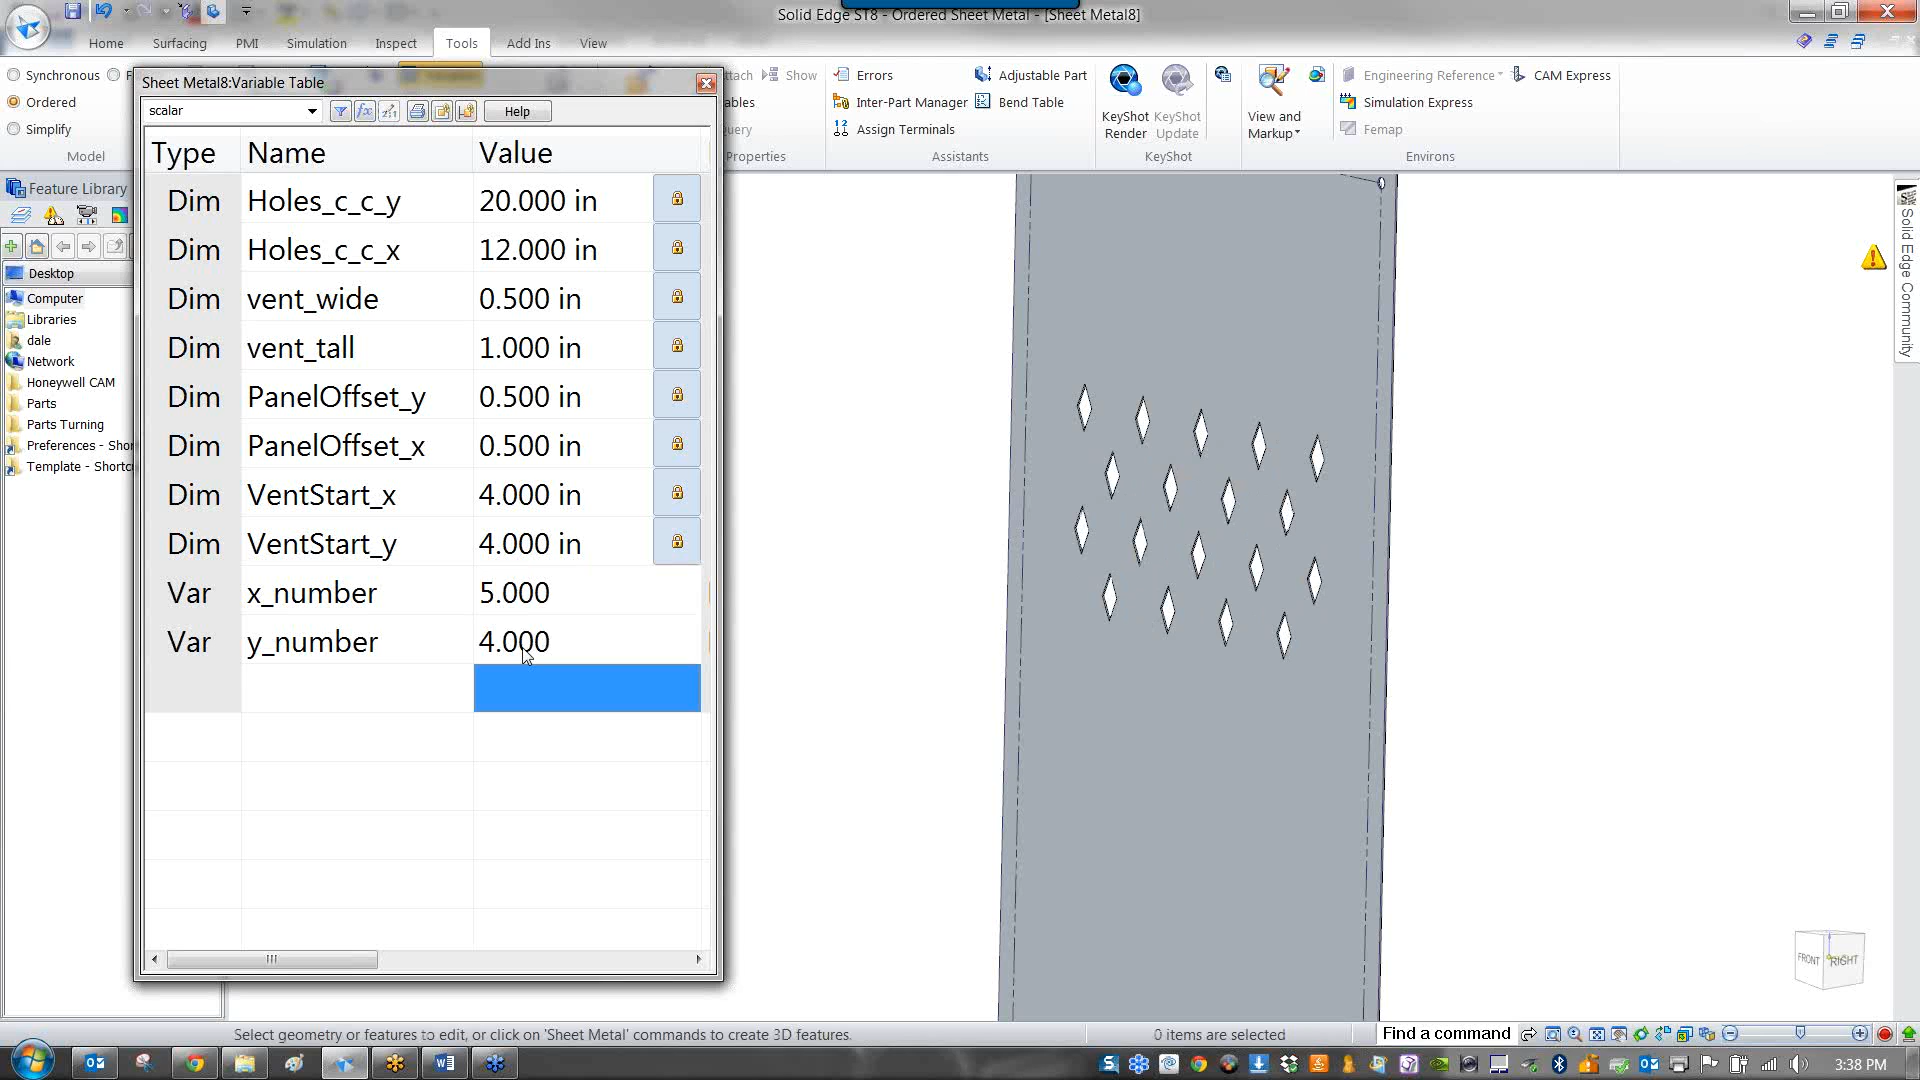 Solid Edge ST8 - Ordered Sheet Metal - [Sheet Metal8]
Home Surfacing PMI Simulation Inspect Tools Add Ins View
Synchronous
Ordered
Simplify
Model
Show
Properties
Errors
Inter-Part Manager
Assign Terminals
Adjustable Part
Bend Table
Assistants
KeyShot Render
KeyShot Update
KeyShot
View and Markup
Engineering Reference
Simulation Express
Femap
CAM Express
Environs
Feature Library
Desktop
Computer
Libraries
dale
Network
Honeywell CAM
Parts
Parts Turning
Preferences - Shor
Template - Shortc
Sheet Metal8:Variable Table
scalar
Help
Type Name Value
Dim Holes_c_c_y 20.000 in
Dim Holes_c_c_x 12.000 in
Dim vent_wide 0.500 in
Dim vent_tall 1.000 in
Dim PanelOffset_y 0.500 in
Dim PanelOffset_x 0.500 in
Dim VentStart_x 4.000 in
Dim VentStart_y 4.000 in
Var x_number 5.000
Var y_number 4.000
Solid Edge Community
FRONT RIGHT
Select geometry or features to edit, or click on 'Sheet Metal' commands to create 3D features.
0 items are selected
Find a command
3:38 PM